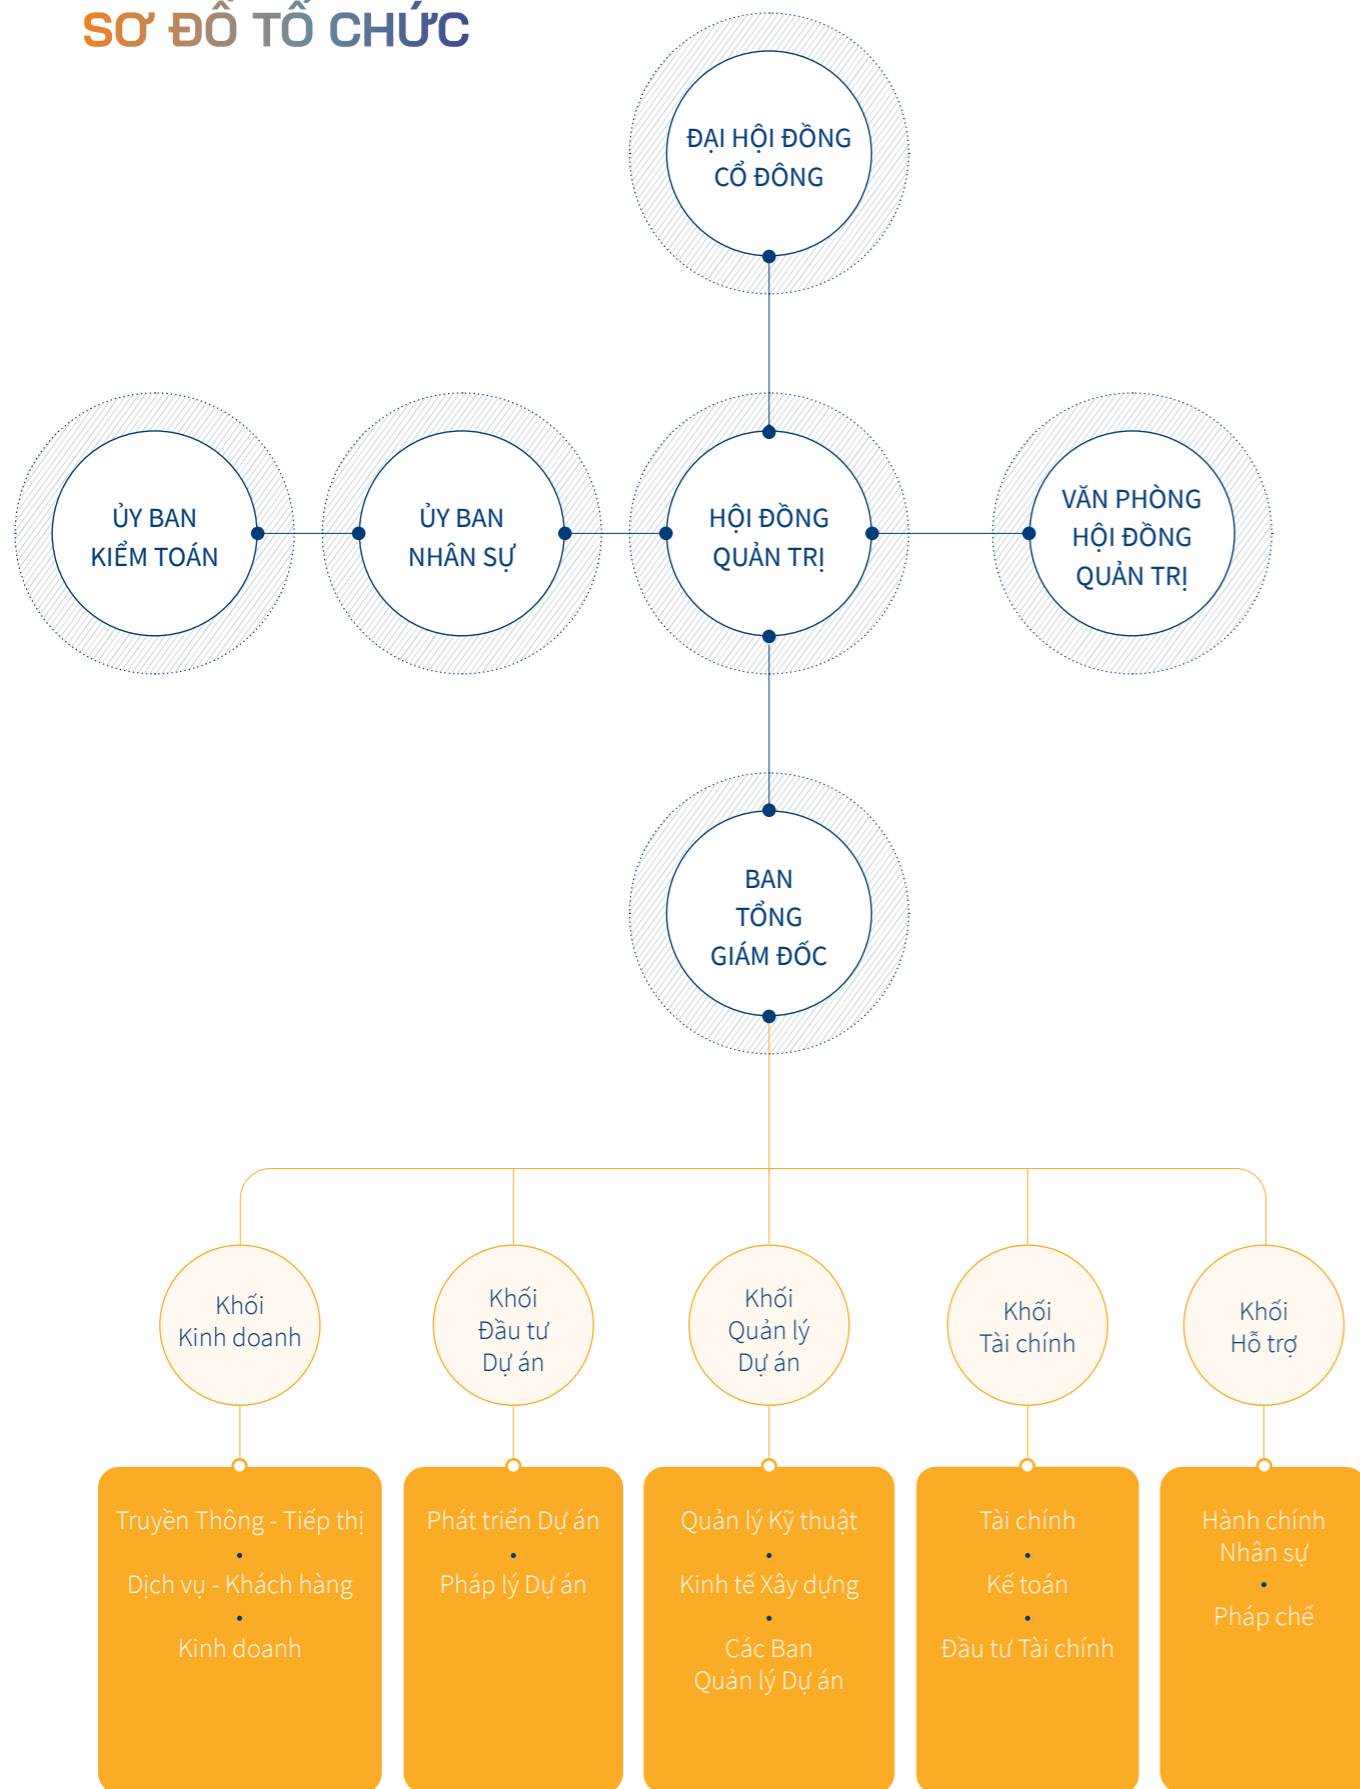 SƠ ĐỒ TỔ CHỨC
ĐẠI HỘI ĐỒNG
CỔ ĐÔNG
ỦY BAN
KIỂM TOÁN
ỦY BAN
NHÂN SỰ
HỘI ĐỒNG
QUẢN TRỊ
VĂN PHÒNG
HỘI ĐỒNG
QUẢN TRỊ
BAN
TỔNG
GIÁM ĐỐC
Khối
Kinh doanh
Khối
Đầu tư
Dự án
Khối
Quản lý
Dự án
Khối
Tài chính
Khối
Hỗ trợ
Truyền Thông - Tiếp thị
•
Dịch vụ - Khách hàng
•
Kinh doanh
Phát triển Dự án
•
Pháp lý Dự án
Quản lý Kỹ thuật
•
Kinh tế Xây dựng
•
Các Ban
Quản lý Dự án
Tài chính
•
Kế toán
•
Đầu tư Tài chính
Hành chính
Nhân sự
•
Pháp chế